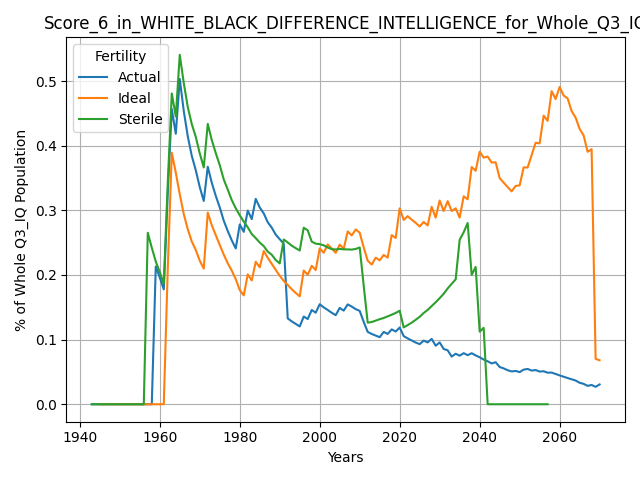 Score_6_in_WHITE_BLACK_DIFFERENCE_INTELLIGENCE_for_Whole_Q3_IQ
Fertility
Actual
Ideal
Sterile
% of Whole Q3_IQ Population
0.5
0.4
0.3
0.2
0.1
0.0
1940 1960 1980 2000 2020 2040 2060
Years